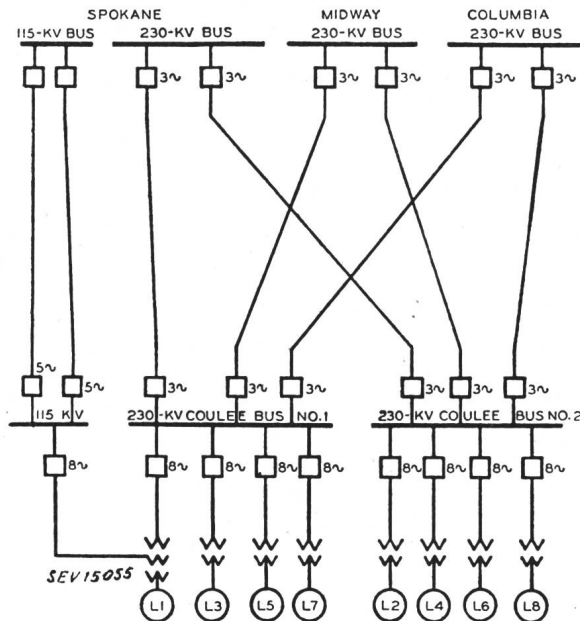 SPOKANE MIDWAY COLUMBIA
115-KV BUS 230-KV BUS 230-KV BUS 230-KV BUS
3~ 3~ 3~ 3~ 3~ 3~
5~ 5~ 3~ 3~ 3~ 3~ 3~ 3~
115 KV 230-KV COULEE BUS NO.1 230-KV COULEE BUS NO.2
8~ 8~ 8~ 8~ 8~ 8~ 8~ 8~ 8~
SEV15055
L1 L3 L5 L7 L2 L4 L6 L8